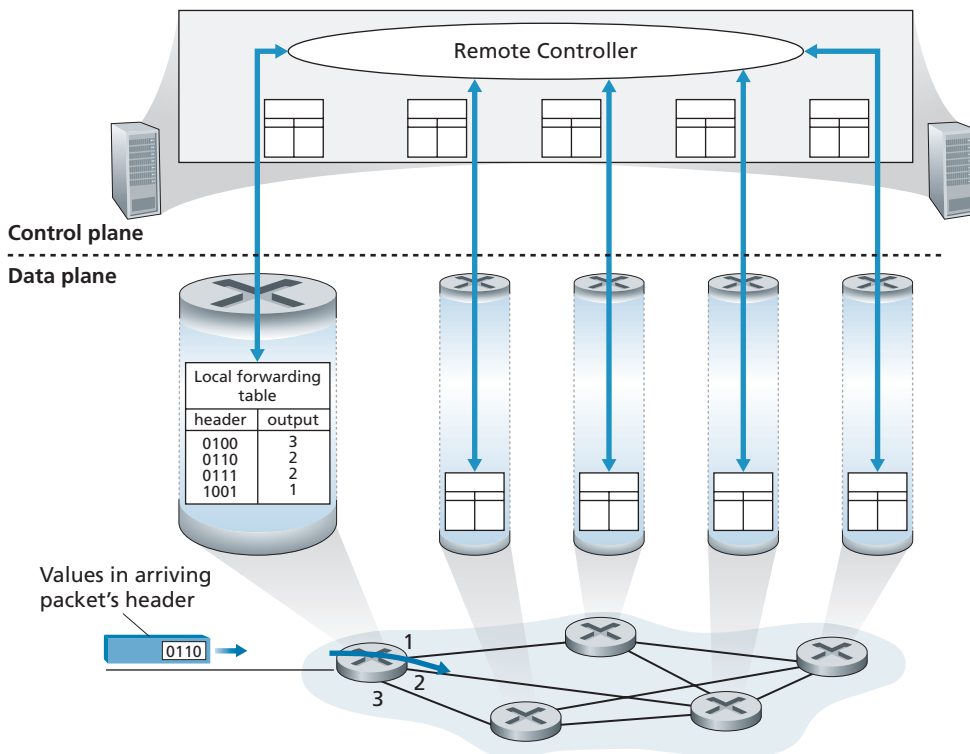 Remote Controller
Control plane
Data plane
Local forwarding
table
header output
0100 3
0110 2
0111 2
1001 1
Values in arriving
packet's header
0110
1
2
3